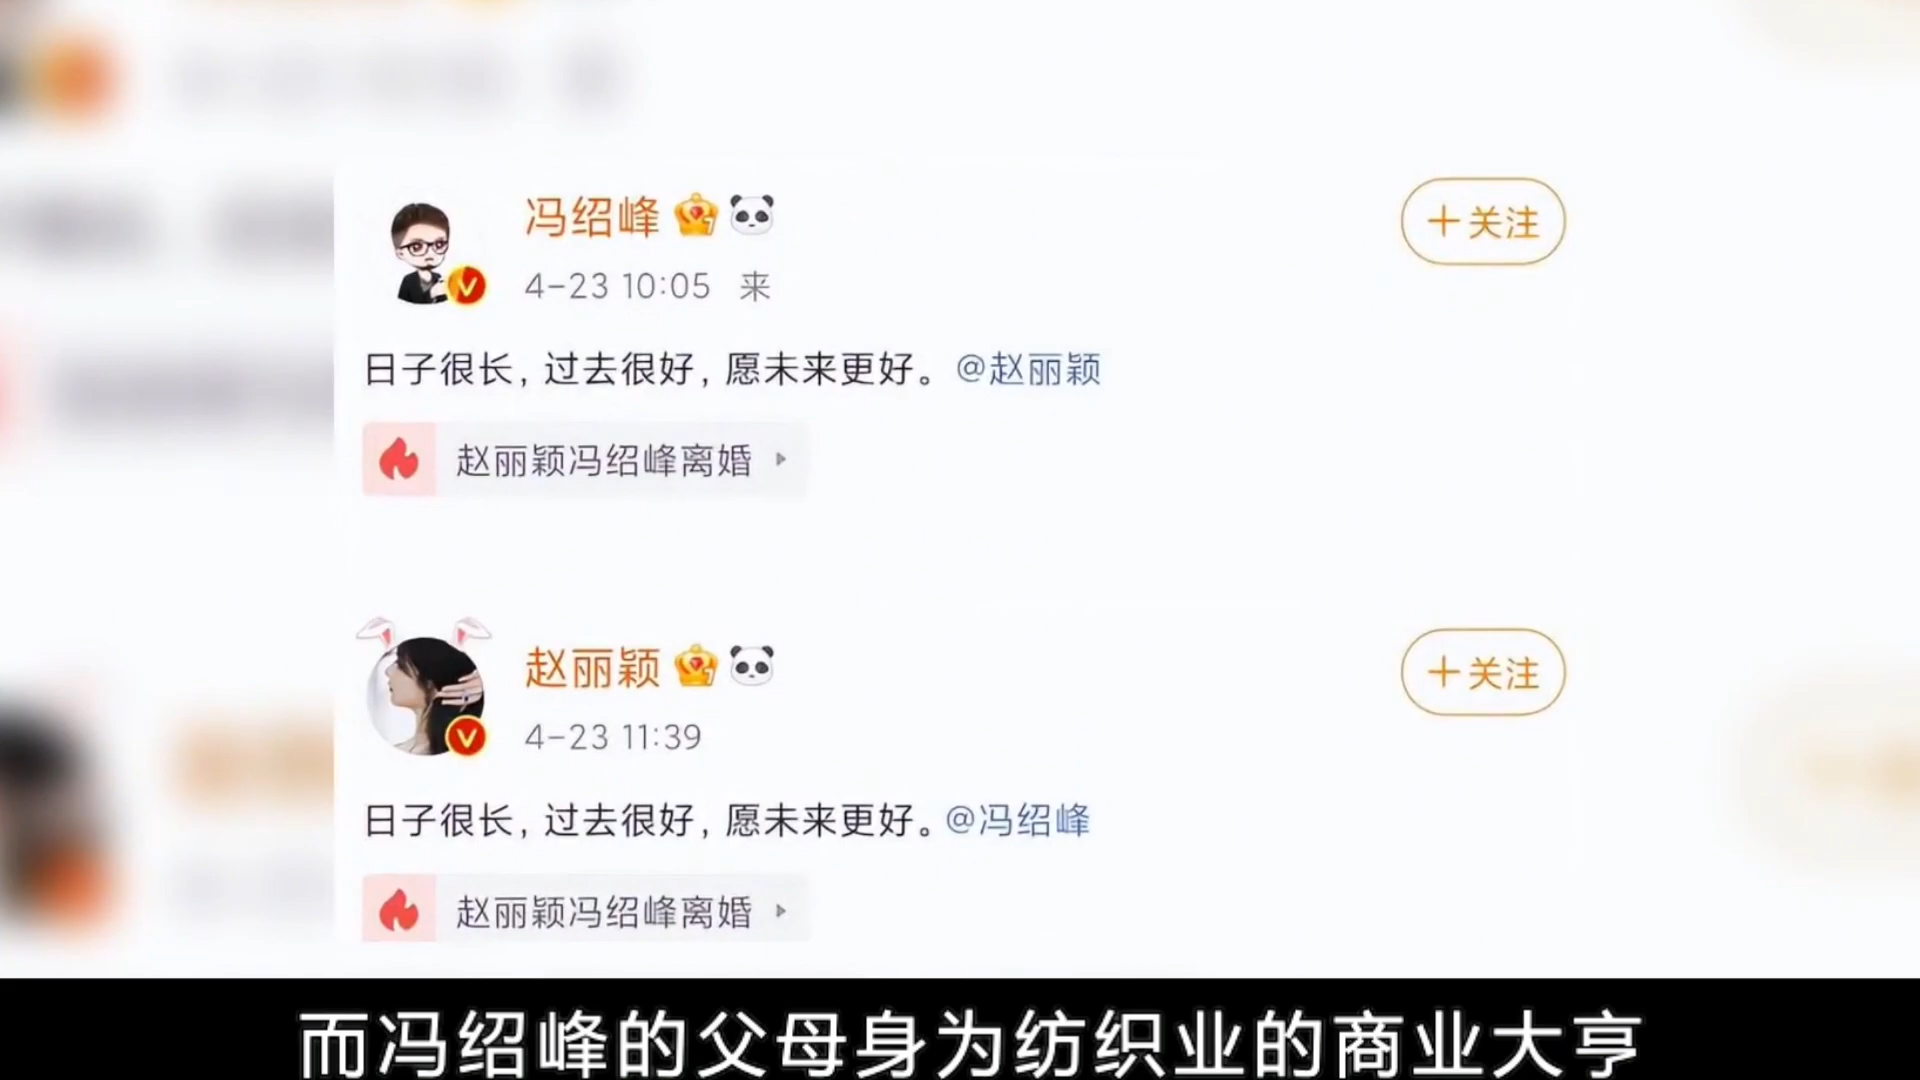 冯绍峰
+关注
4-23 10:05 来
日子很长,过去很好,愿未来更好。@赵丽颖
赵丽颖冯绍峰离婚
赵丽颖
+关注
4-23 11:39
日子很长,过去很好,愿未来更好。@冯绍峰
赵丽颖冯绍峰离婚
而冯绍峰的父母身为纺织业的商业大亨